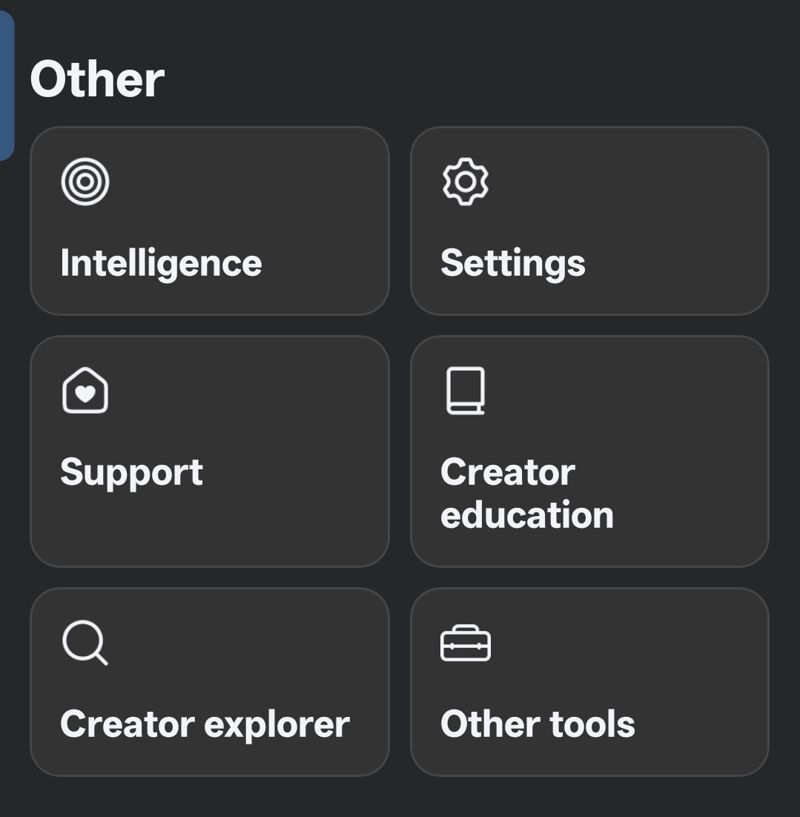 Other
Intelligence
Settings
Support
Creator
education
Creator explorer
Other tools